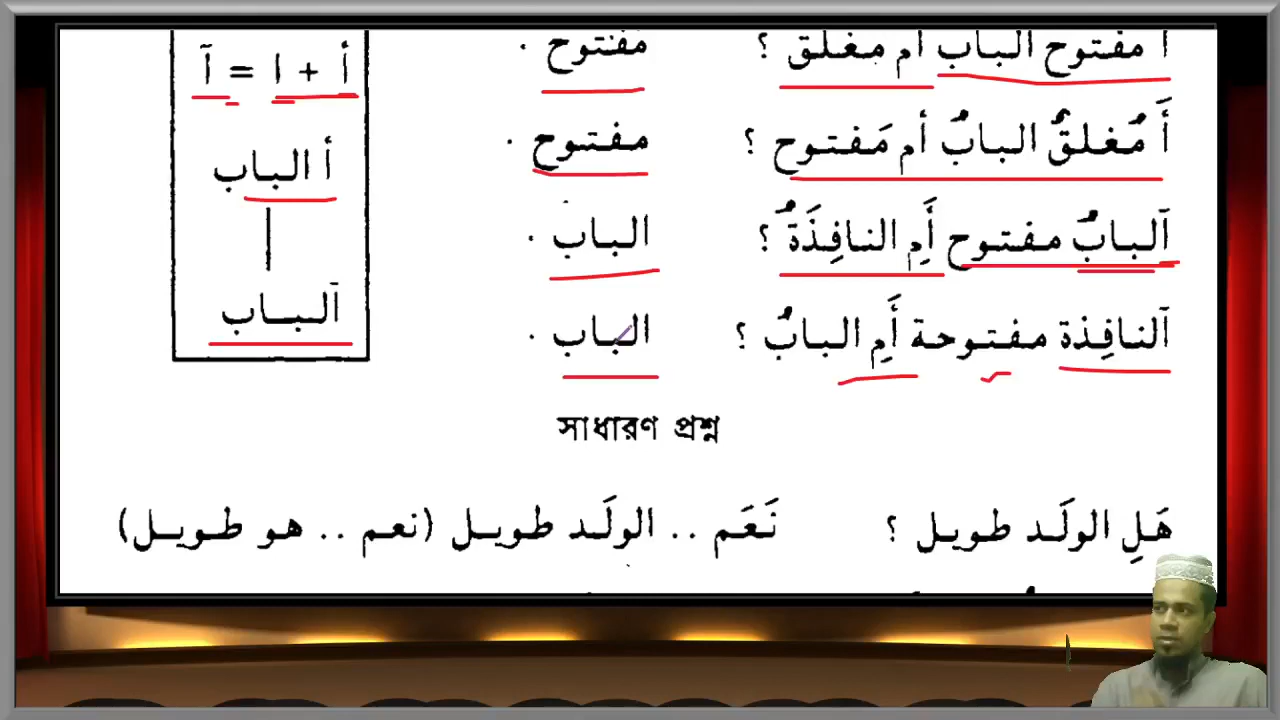 أ مفتوح الباب أم مغلق ؟ مفتوح .
أَ مُغلقُ البابُ أم مَفتوح ؟ مفتوح .
آلبابُ مفتوح أَمِ النافِذَةُ ؟ الباب .
آلنافِذة مفتوحة أَمِ البابُ ؟ الباب .
أ + ا = آ
أ الباب
آلباب
সাধারণ প্রশ্ন
هَلِ الولَد طويل ؟ نَعَم .. الولَد طويل (نعم .. هو طويل)